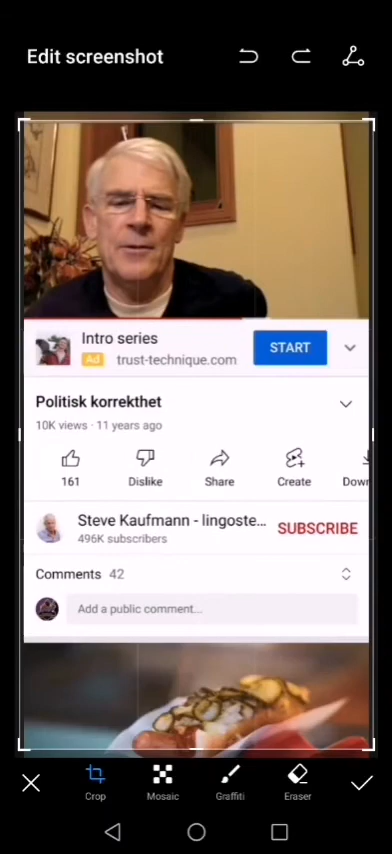 Edit screenshot
Intro series
Ad trust-technique.com
START
Politisk korrekthet
10K views · 11 years ago
161 Dislike Share Create Down
Steve Kaufmann - lingoste...
496K subscribers
SUBSCRIBE
Comments 42
Add a public comment...
Crop Mosaic Graffiti Eraser